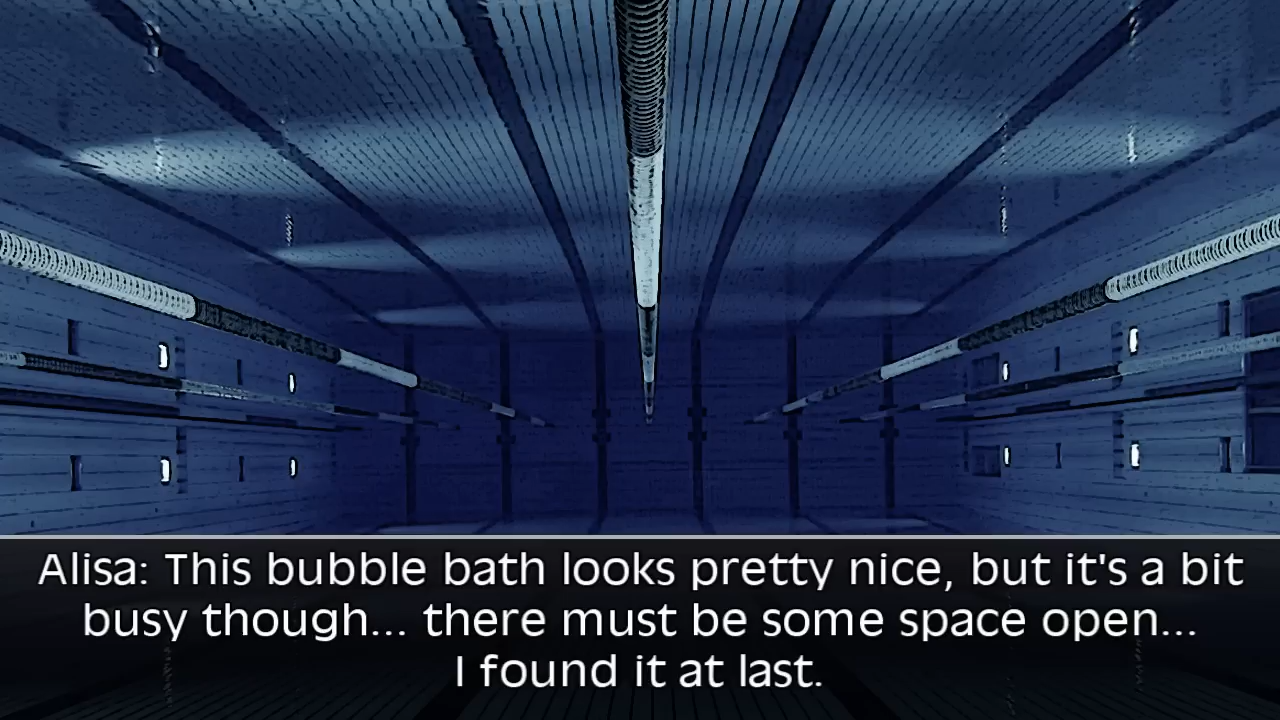 Alisa: This bubble bath looks pretty nice, but it's a bit
busy though... there must be some space open...
I found it at last.